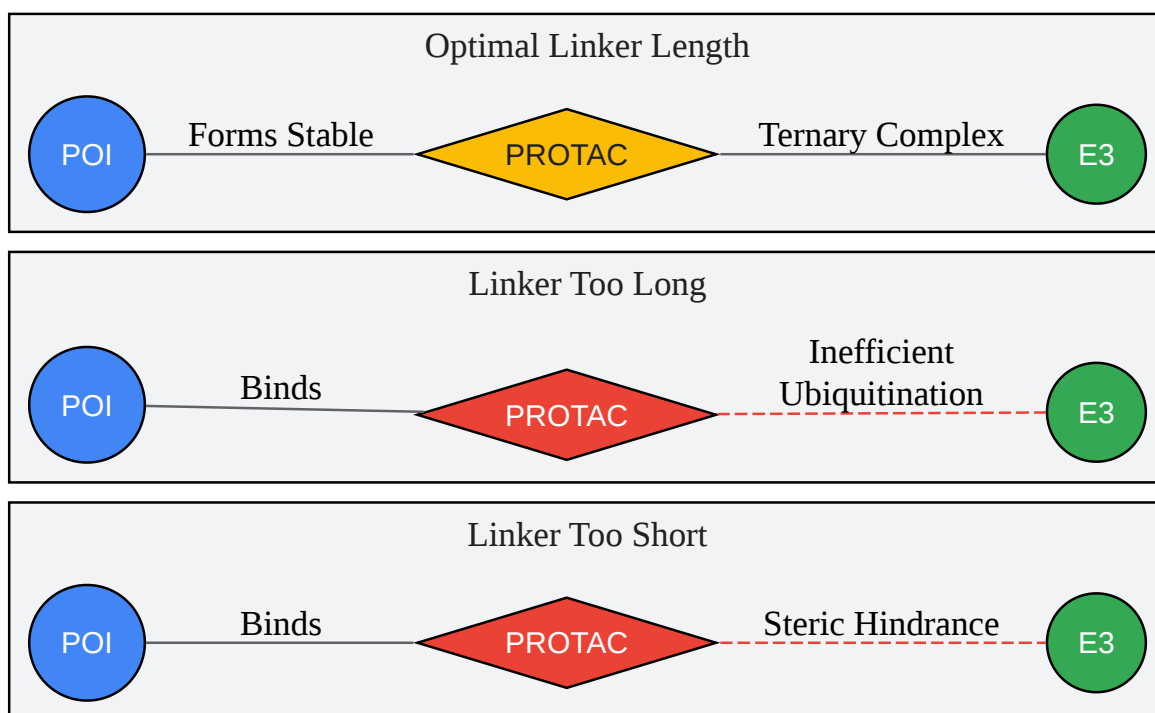 Optimal Linker Length
POI
Forms Stable
PROTAC
Ternary Complex
E3
Linker Too Long
POI
Binds
PROTAC
Inefficient
Ubiquitination
E3
Linker Too Short
POI
Binds
PROTAC
Steric Hindrance
E3